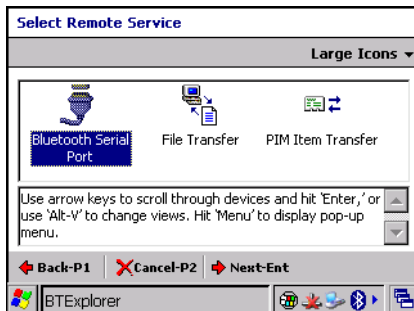 Select Remote Service
Large Icons
Bluetooth Serial
Port
File Transfer
PIM Item Transfer
Use arrow keys to scroll through devices and hit 'Enter,' or
use 'Alt-V' to change views. Hit 'Menu' to display pop-up
menu.
Back-P1 Cancel-P2 Next-Ent
BTExplorer